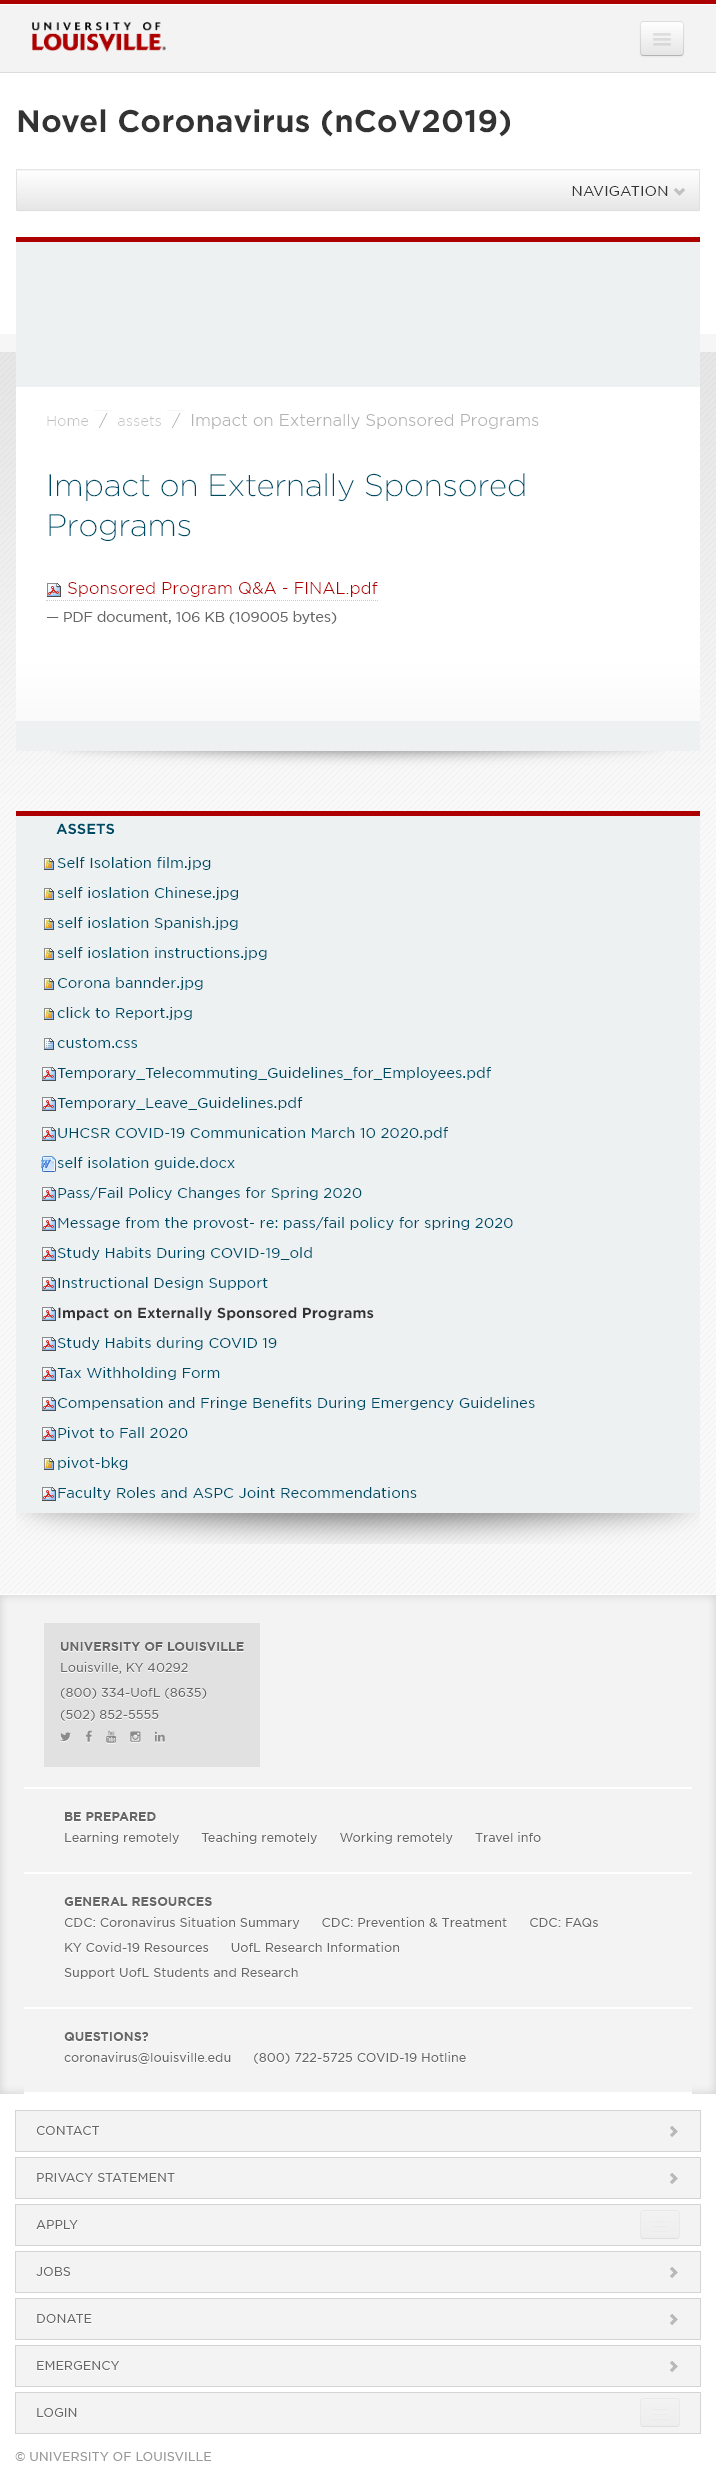 UNIVERSITY OF
LOUISVILLE.
Novel Coronavirus (nCoV2019)
NAVIGATION
Home / assets / Impact on Externally Sponsored Programs
Impact on Externally Sponsored
Programs
Sponsored Program Q&A - FINAL.pdf
— PDF document, 106 KB (109005 bytes)
ASSETS
Self Isolation film.jpg
self ioslation Chinese.jpg
self ioslation Spanish.jpg
self ioslation instructions.jpg
Corona bannder.jpg
click to Report.jpg
custom.css
Temporary_Telecommuting_Guidelines_for_Employees.pdf
Temporary_Leave_Guidelines.pdf
UHCSR COVID-19 Communication March 10 2020.pdf
self isolation guide.docx
Pass/Fail Policy Changes for Spring 2020
Message from the provost- re: pass/fail policy for spring 2020
Study Habits During COVID-19_old
Instructional Design Support
Impact on Externally Sponsored Programs
Study Habits during COVID 19
Tax Withholding Form
Compensation and Fringe Benefits During Emergency Guidelines
Pivot to Fall 2020
pivot-bkg
Faculty Roles and ASPC Joint Recommendations
UNIVERSITY OF LOUISVILLE
Louisville, KY 40292
(800) 334-UofL (8635)
(502) 852-5555
BE PREPARED
Learning remotely Teaching remotely Working remotely Travel info
GENERAL RESOURCES
CDC: Coronavirus Situation Summary CDC: Prevention & Treatment CDC: FAQs
KY Covid-19 Resources UofL Research Information
Support UofL Students and Research
QUESTIONS?
coronavirus@louisville.edu (800) 722-5725 COVID-19 Hotline
CONTACT
PRIVACY STATEMENT
APPLY
JOBS
DONATE
EMERGENCY
LOGIN
© UNIVERSITY OF LOUISVILLE